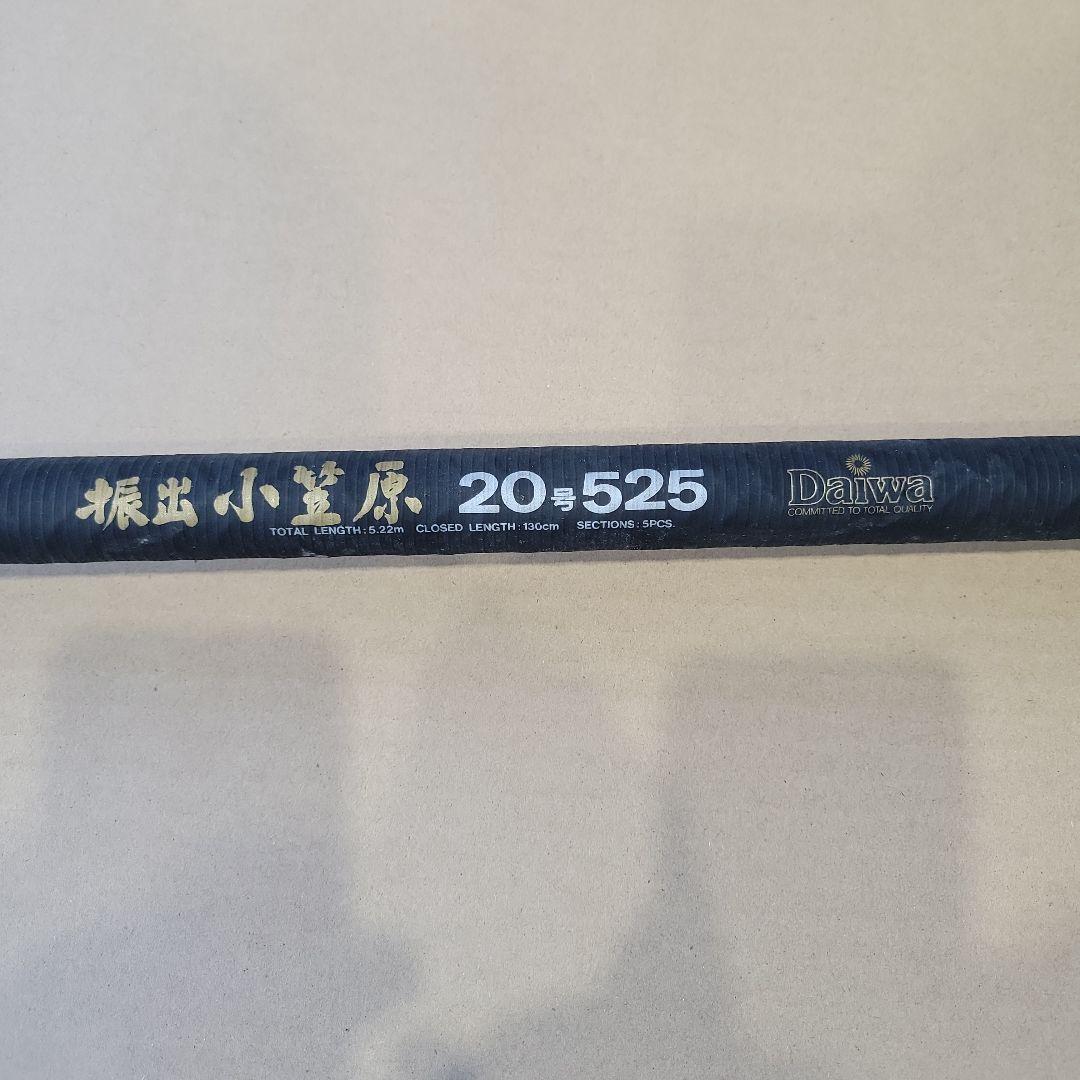 振出 小笠原 20号525 Daiwa
TOTAL LENGTH:5.22m CLOSED LENGTH:130cm SECTIONS:5PCS. COMMITTED TO TOTAL QUALITY